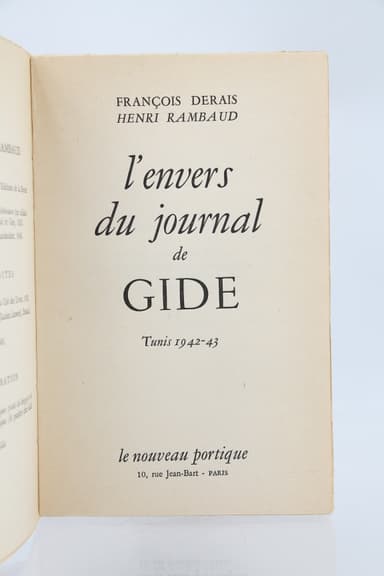 FRANÇOIS DERAIS
HENRI RAMBAUD
l'envers
du journal
de
GIDE
Tunis 1942-43
le nouveau portique
10, rue Jean-Bart - PARIS